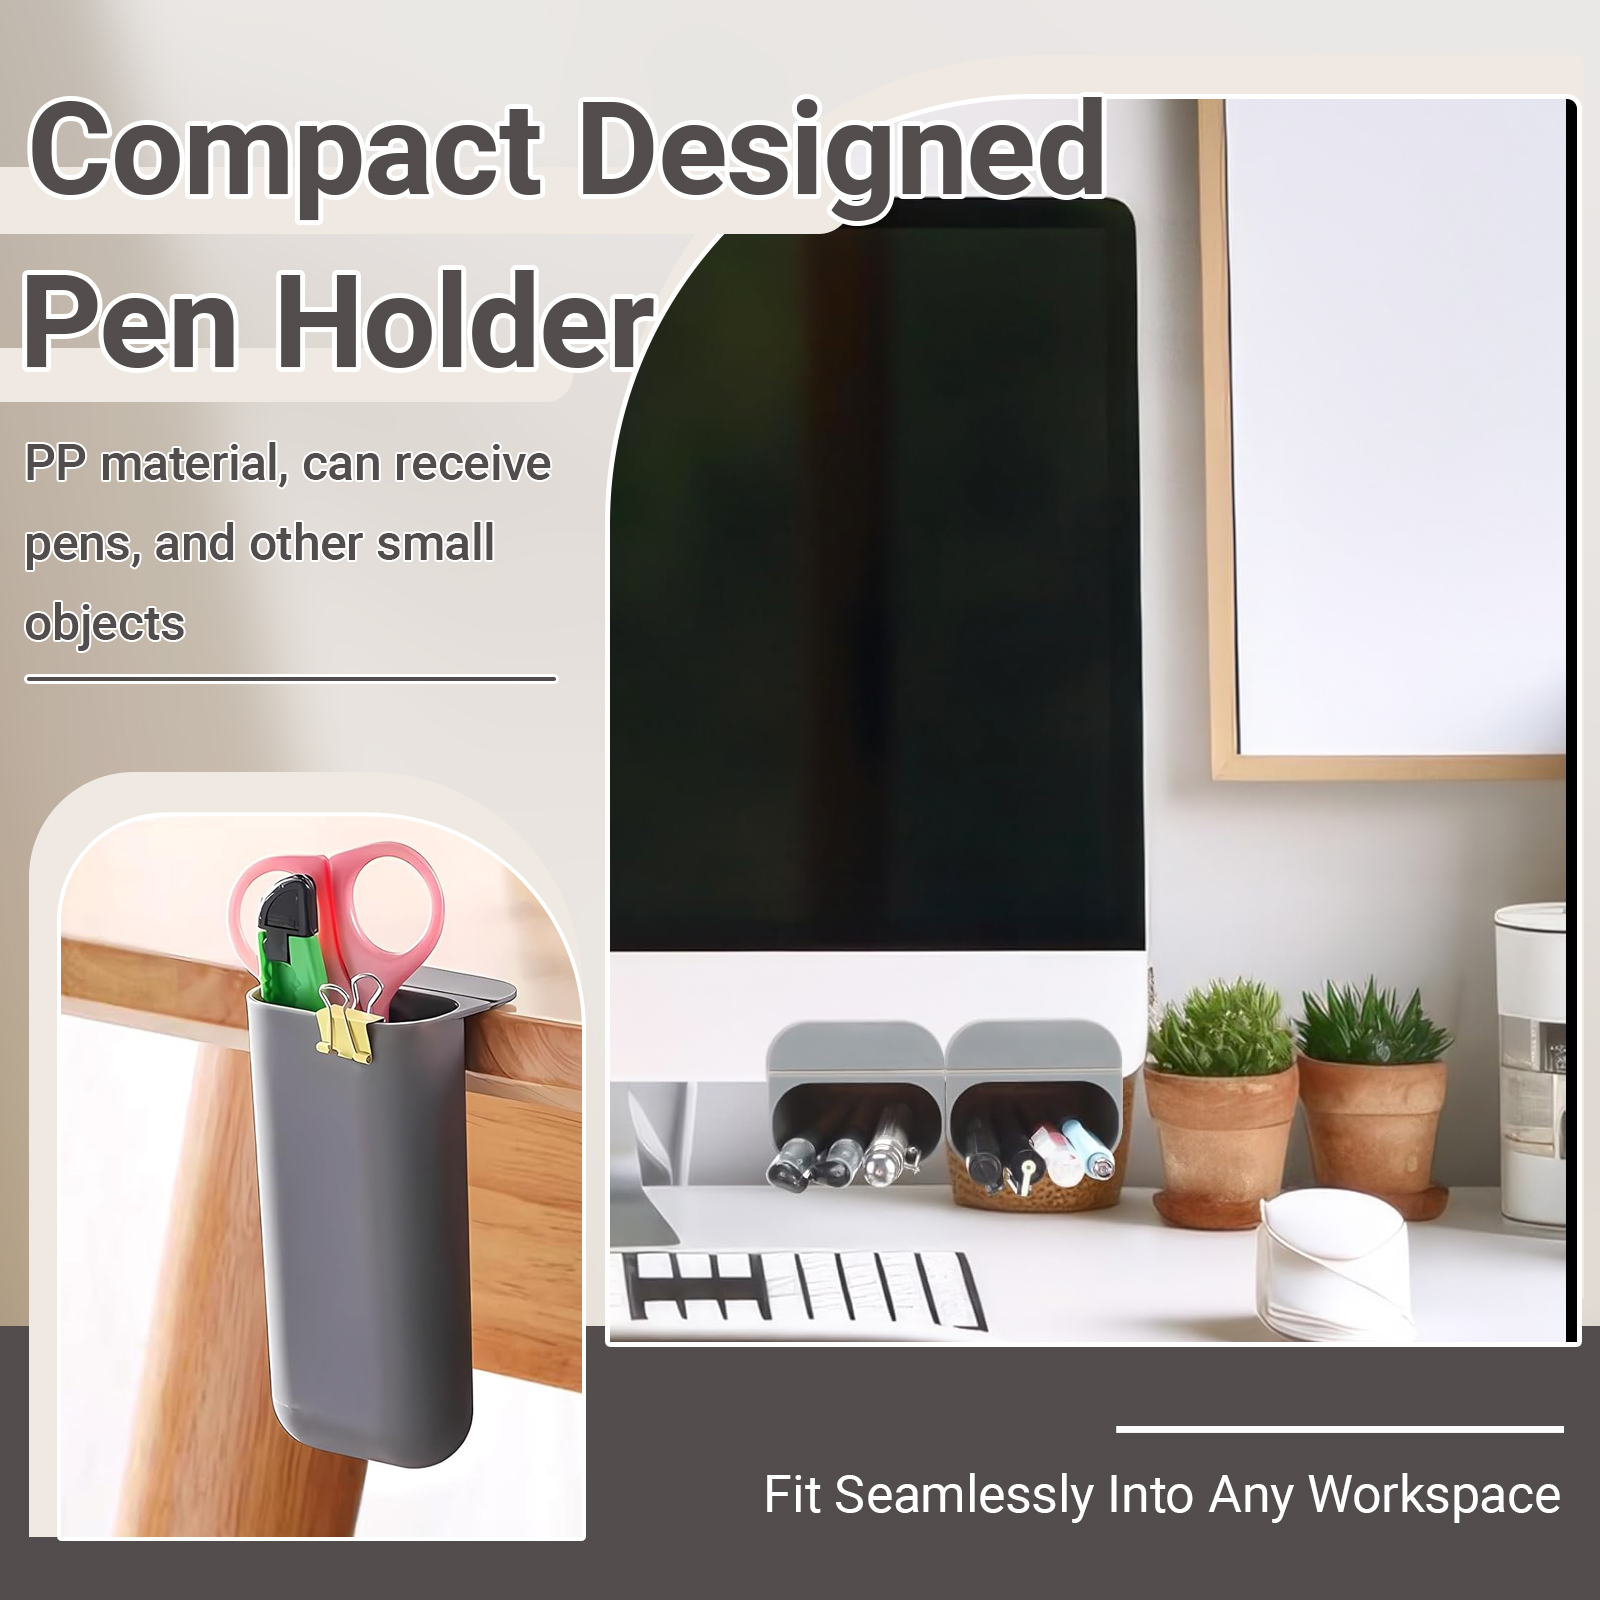 Compact Designed
Pen Holder
PP material, can receive
pens, and other small
objects
Fit Seamlessly Into Any Workspace